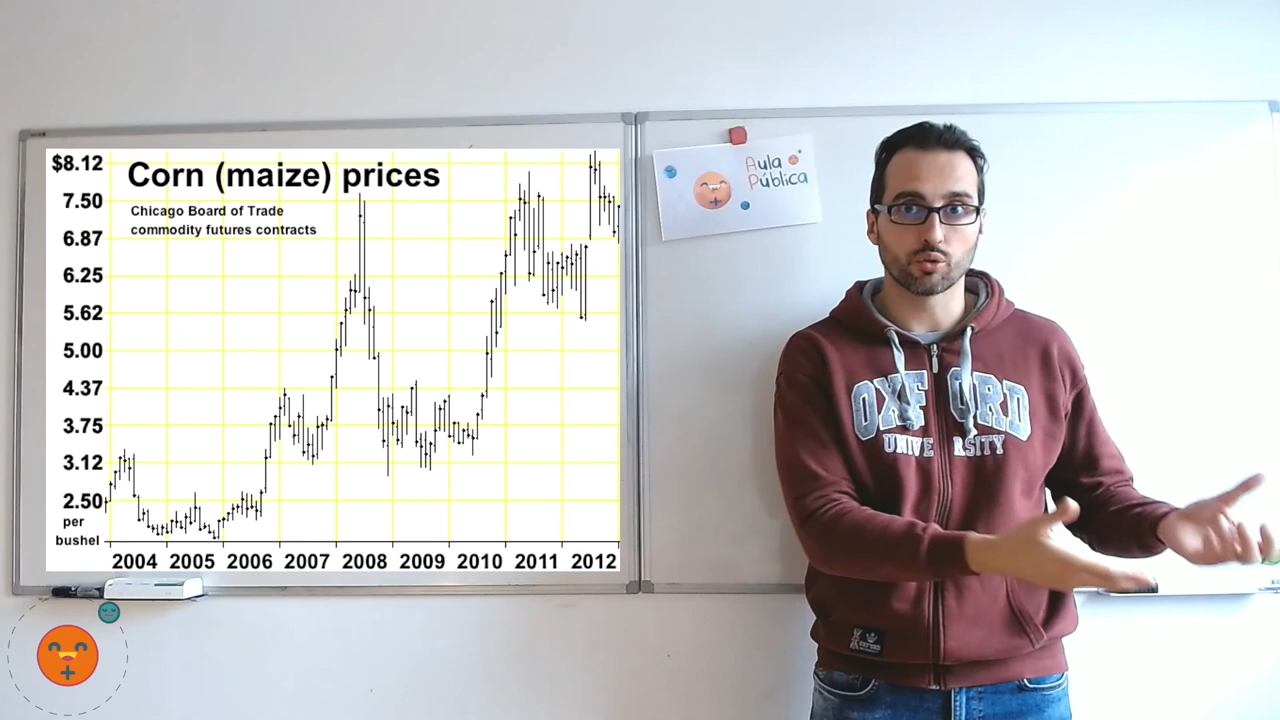 Corn (maize) prices
Chicago Board of Trade
commodity futures contracts
$8.12
7.50
6.87
6.25
5.62
5.00
4.37
3.75
3.12
2.50
per
bushel
2004 2005 2006 2007 2008 2009 2010 2011 2012
Aula
Pública
OXFORD
UNIVE RSITY